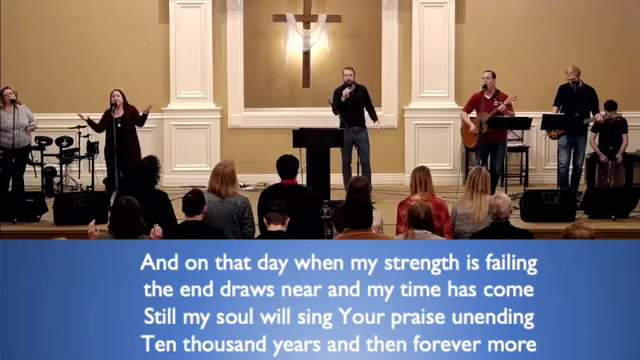 And on that day when my strength is failing
the end draws near and my time has come
Still my soul will sing Your praise unending
Ten thousand years and then forever more